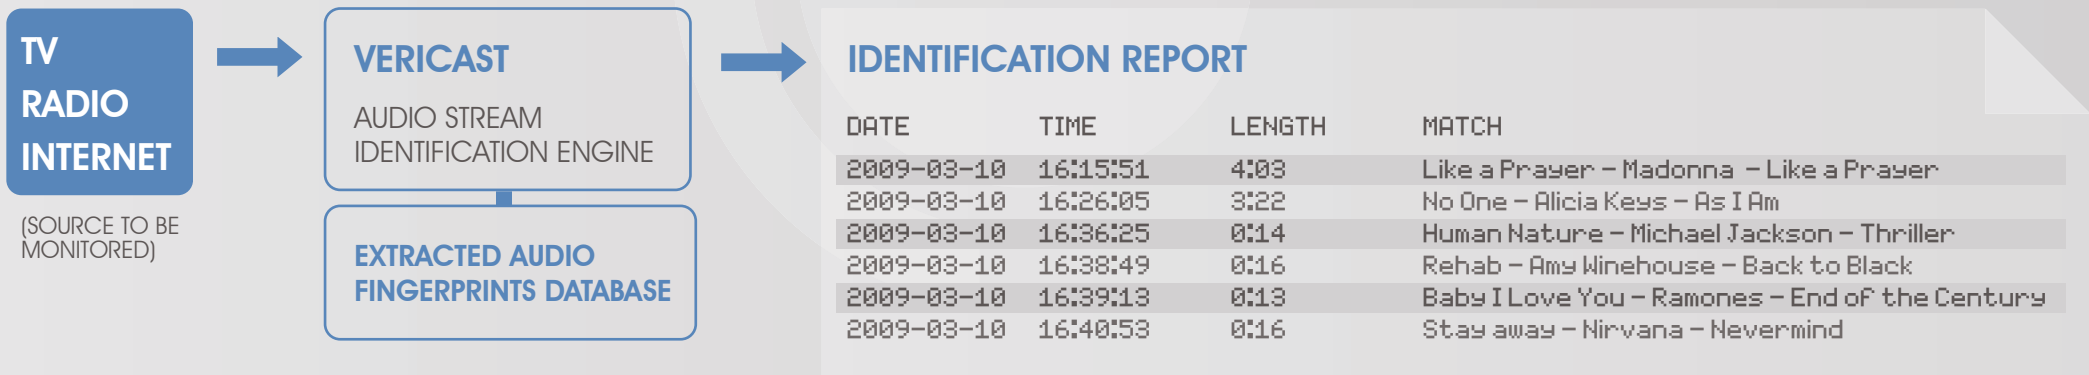 TV
RADIO
INTERNET
(SOURCE TO BE
MONITORED)
VERICAST
AUDIO STREAM
IDENTIFICATION ENGINE
EXTRACTED AUDIO
FINGERPRINTS DATABASE
IDENTIFICATION REPORT
DATE TIME LENGTH MATCH
2009-03-10 16:15:51 4:03 Like a Prayer - Madonna - Like a Prayer
2009-03-10 16:26:05 3:22 No One - Alicia Keys - As I Am
2009-03-10 16:36:25 0:14 Human Nature - Michael Jackson - Thriller
2009-03-10 16:38:49 0:16 Rehab - Amy Winehouse - Back to Black
2009-03-10 16:39:13 0:13 Baby I Love You - Ramones - End of the Century
2009-03-10 16:40:53 0:16 Stay away - Nirvana - Nevermind